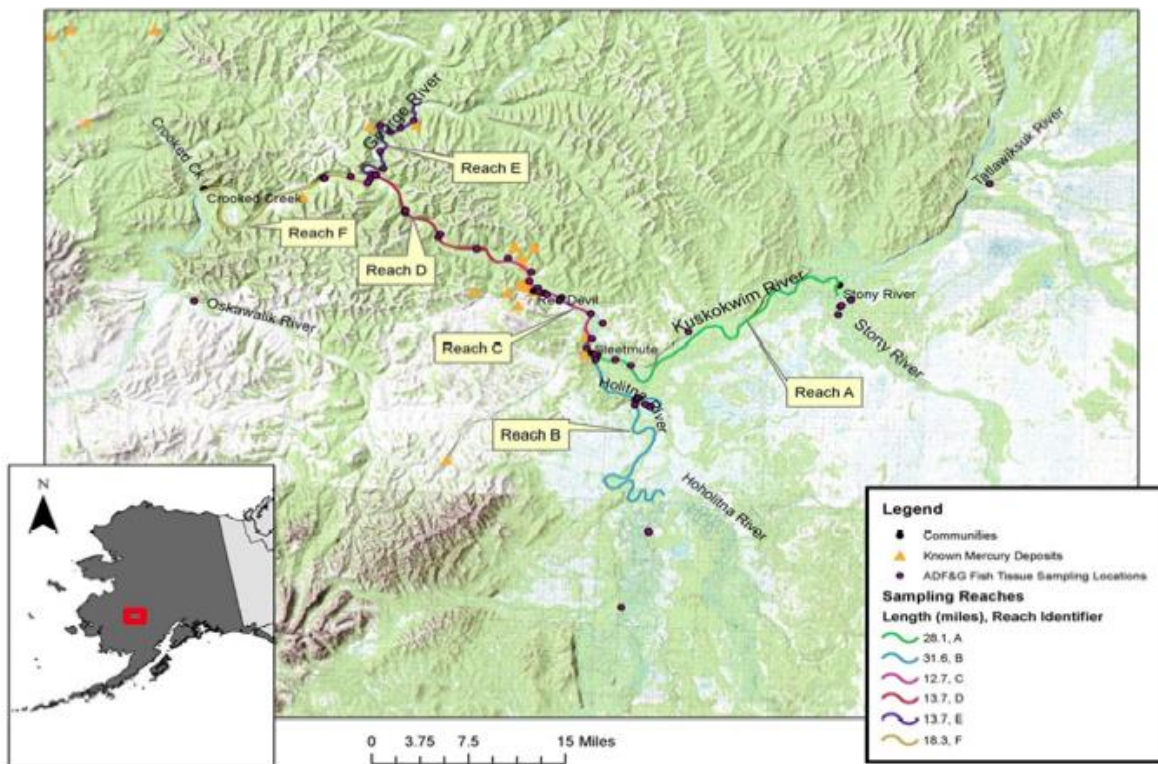 George River
Reach E
Crooked Ck
Crooked Creek
Reach F
Reach D
Tatlawiksuk River
Oskawalik River
Red Devil
Kuskokwim River
Stony River
Stony River
Reach C
Sleetmute
Reach A
Holitna River
Reach B
Hoholitna River
N
Legend
Communities
Known Mercury Deposits
ADF&G Fish Tissue Sampling Locations
Sampling Reaches
Length (miles), Reach Identifier
28.1, A
31.6, B
12.7, C
13.7, D
13.7, E
18.3, F
0 3.75 7.5 15 Miles